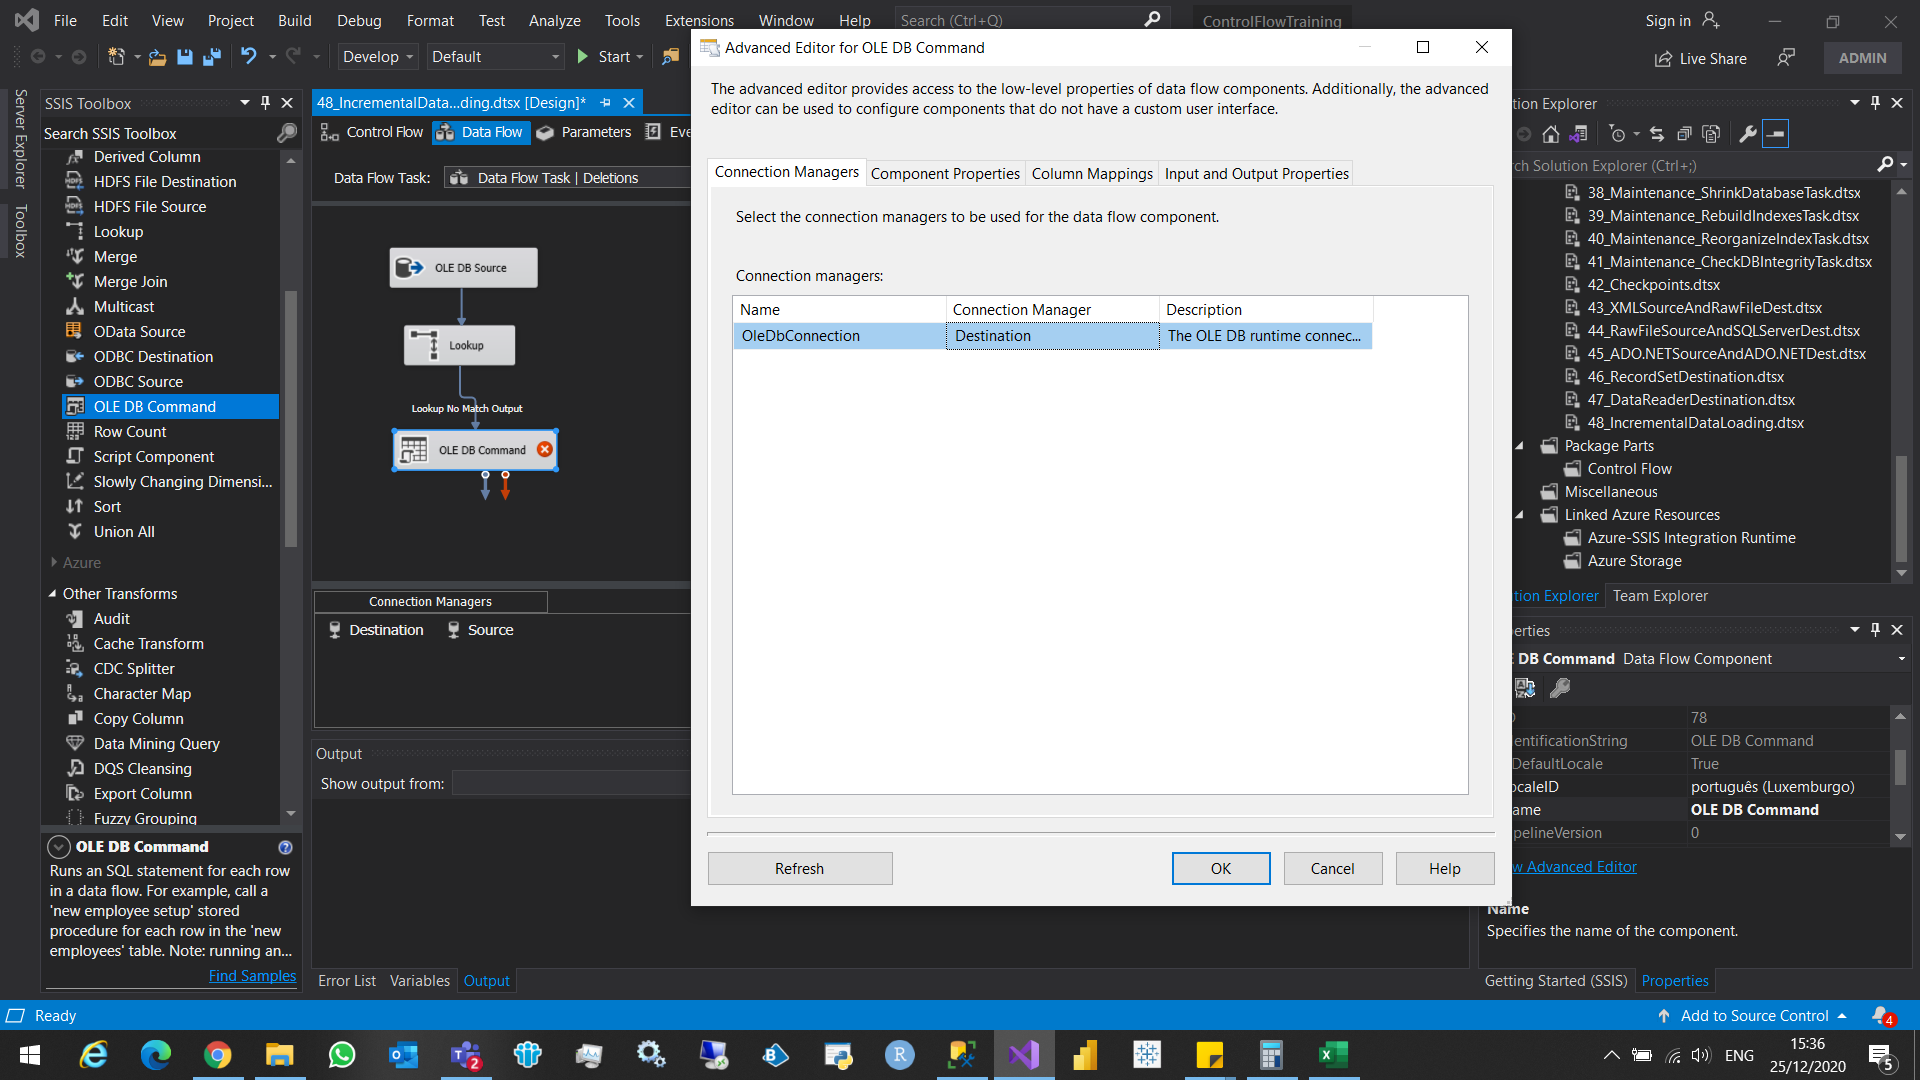 File Edit View Project Build Debug Format Test Analyze Tools Extensions Window Help Search (Ctrl+Q) ControlFlowTraining Sign in
Develop Default Start Live Share ADMIN
Server Explorer
Toolbox
SSIS Toolbox
Search SSIS Toolbox
Derived Column
HDFS File Destination
HDFS File Source
Lookup
Merge
Merge Join
Multicast
OData Source
ODBC Destination
ODBC Source
OLE DB Command
Row Count
Script Component
Slowly Changing Dimensi...
Sort
Union All
Azure
Other Transforms
Audit
Cache Transform
CDC Splitter
Character Map
Copy Column
Data Mining Query
DQS Cleansing
Export Column
Fuzzy Grouping
OLE DB Command
Runs an SQL statement for each row
in a data flow. For example, call a
'new employee setup' stored
procedure for each row in the 'new
employees' table. Note: running an...
Find Samples
48_IncrementalData...ding.dtsx [Design]*
Control Flow Data Flow Parameters Eve
Data Flow Task: Data Flow Task | Deletions
OLE DB Source
Lookup
Lookup No Match Output
OLE DB Command
Connection Managers
Destination Source
Output
Show output from:
Error List Variables Output
Advanced Editor for OLE DB Command
The advanced editor provides access to the low-level properties of data flow components. Additionally, the advanced
editor can be used to configure components that do not have a custom user interface.
Connection Managers Component Properties Column Mappings Input and Output Properties
Select the connection managers to be used for the data flow component.
Connection managers:
Name Connection Manager Description
OleDbConnection Destination The OLE DB runtime connec...
Refresh OK Cancel Help
tion Explorer
rch Solution Explorer (Ctrl+;)
38_Maintenance_ShrinkDatabaseTask.dtsx
39_Maintenance_RebuildIndexesTask.dtsx
40_Maintenance_ReorganizeIndexTask.dtsx
41_Maintenance_CheckDBIntegrityTask.dtsx
42_Checkpoints.dtsx
43_XMLSourceAndRawFileDest.dtsx
44_RawFileSourceAndSQLServerDest.dtsx
45_ADO.NETSourceAndADO.NETDest.dtsx
46_RecordSetDestination.dtsx
47_DataReaderDestination.dtsx
48_IncrementalDataLoading.dtsx
Package Parts
Control Flow
Miscellaneous
Linked Azure Resources
Azure-SSIS Integration Runtime
Azure Storage
tion Explorer Team Explorer
erties
DB Command Data Flow Component
78
entificationString OLE DB Command
DefaultLocale True
ocaleID português (Luxemburgo)
ame OLE DB Command
pelineVersion 0
w Advanced Editor
Name
Specifies the name of the component.
Getting Started (SSIS) Properties
Ready Add to Source Control 4
2 ENG 15:36
25/12/2020 5